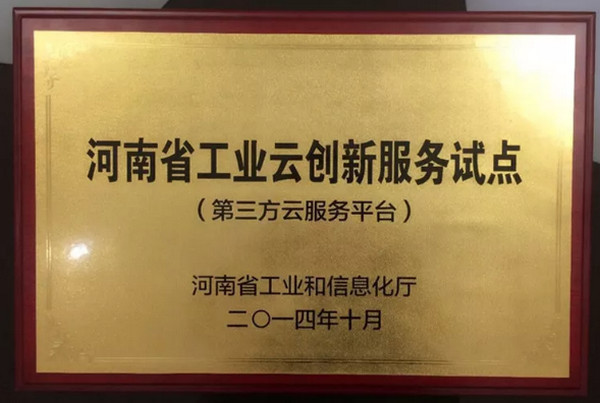 河南省工业云创新服务试点
（第三方云服务平台）
河南省工业和信息化厅
二〇一四年十月